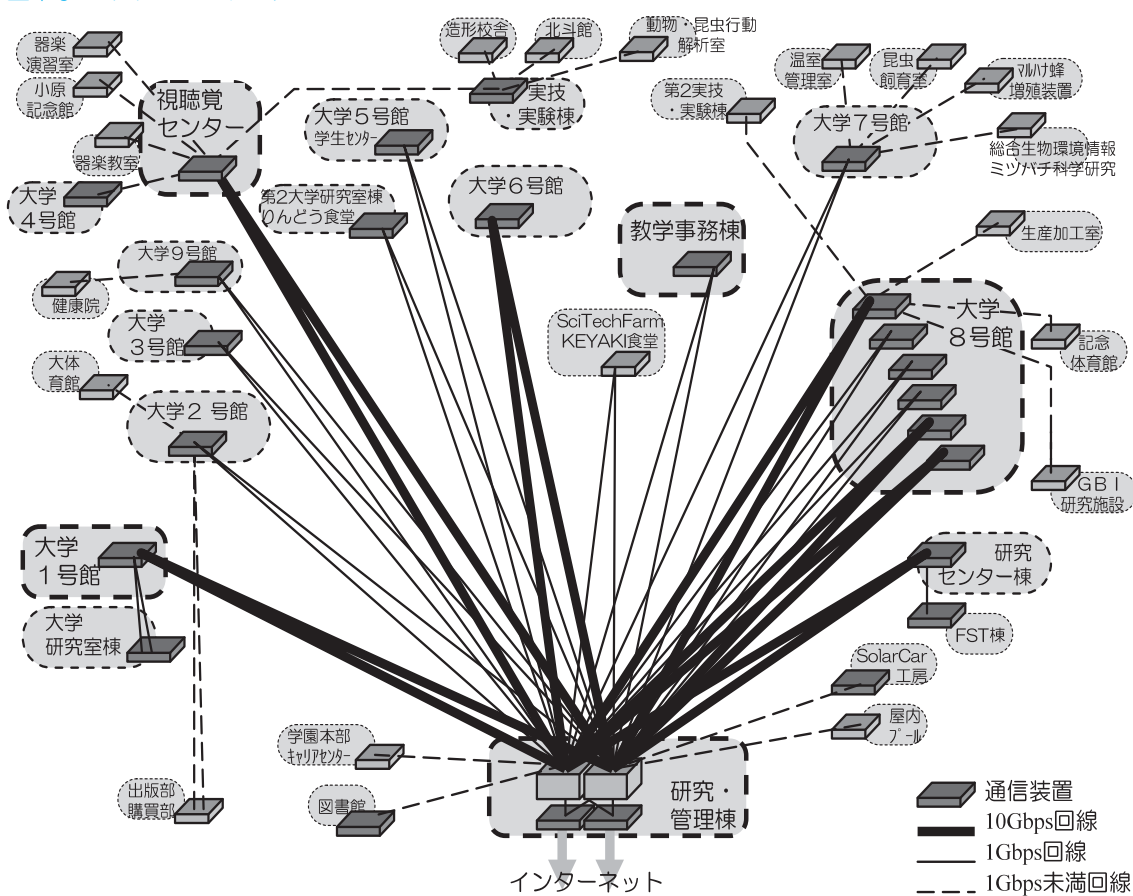 器楽
演習室
小原
記念館
器楽教室
大学
4号館
視聴覚
センター
造形校舎
北斗館
動物・昆虫行動
解析室
実技
・実験棟
大学5号館
学生センター
第2大学研究室棟
りんどう食堂
大学6号館
第2実技
・実験棟
温室
管理室
昆虫
飼育室
マルハナ蜂
増殖装置
大学7号館
総合生物環境情報
ミツバチ科学研究
教学事務棟
生産加工室
大学9号館
健康院
大学
3号館
大体
育館
大学2 号館
SciTechFarm
KEYAKI食堂
大学
8号館
記念
体育館
GBI
研究施設
大学
1号館
大学
研究室棟
研究
センター棟
FST棟
SolarCar
工房
屋内
プール
学園本部
キャリアセンター
出版部
購買部
図書館
研究・
管理棟
インターネット
通信装置
10Gbps回線
1Gbps回線
1Gbps未満回線